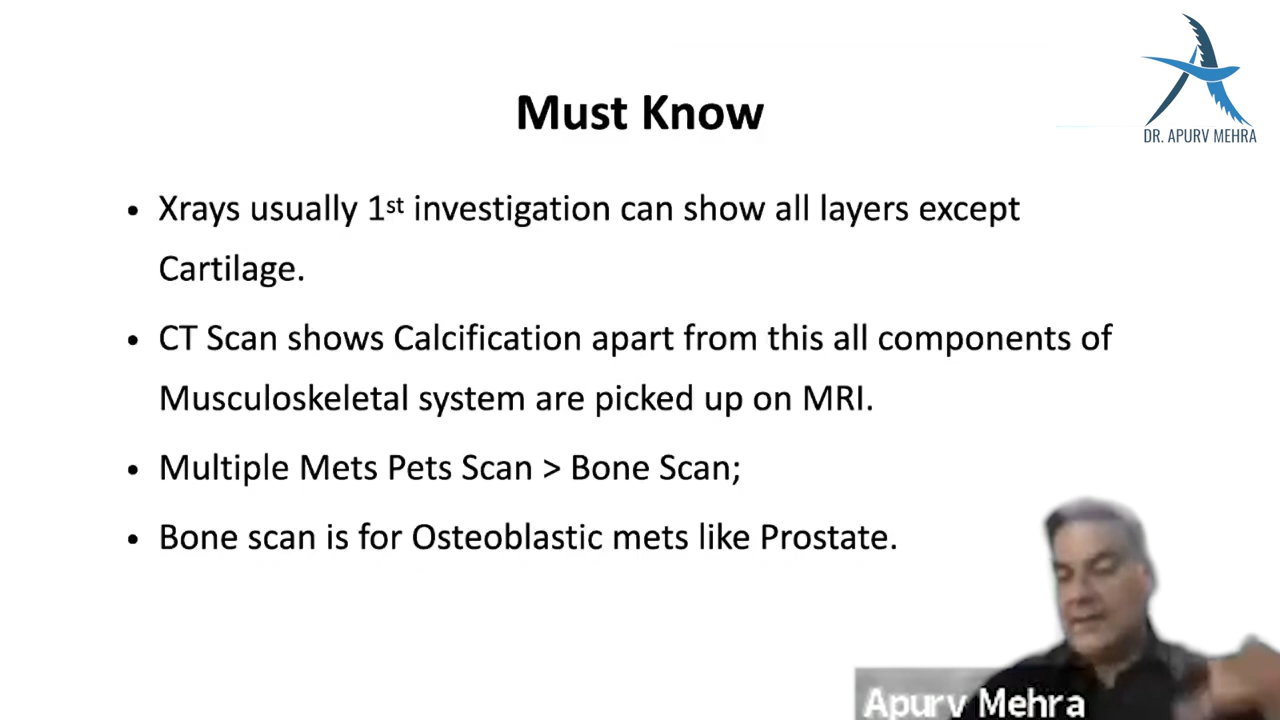 DR. APURV MEHRA
Must Know
• Xrays usually 1st investigation can show all layers except
Cartilage.
• CT Scan shows Calcification apart from this all components of
Musculoskeletal system are picked up on MRI.
• Multiple Mets Pets Scan > Bone Scan;
• Bone scan is for Osteoblastic mets like Prostate.
Apurv Mehra